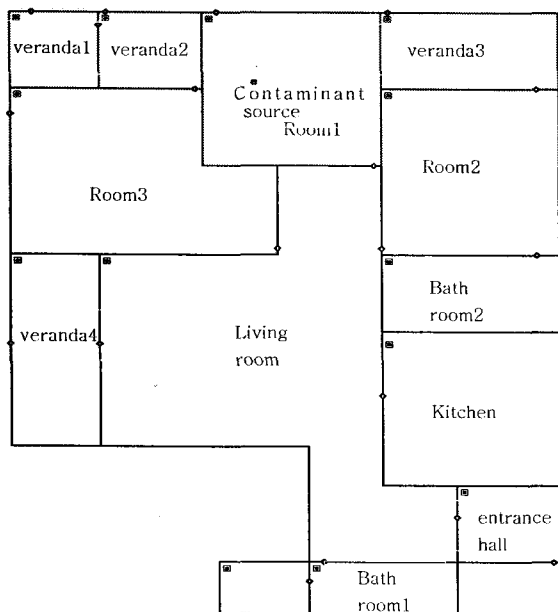 veranda1
veranda2
veranda3
Contaminant
source
Room1
Room2
Room3
Bath
room2
veranda4
Living
room
Kitchen
entrance
hall
Bath
room1